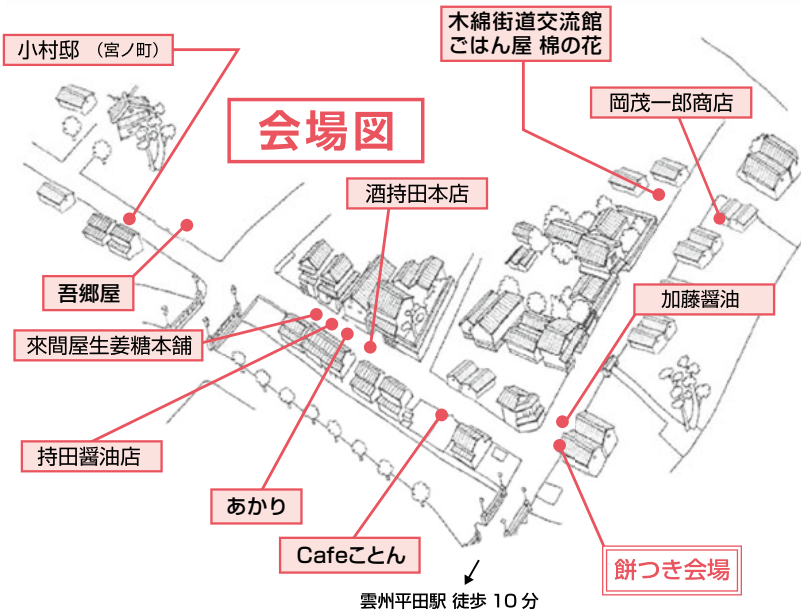 木綿街道交流館
ごはん屋 棉の花
小村邸 （宮ノ町）
岡茂一郎商店
会場図
酒持田本店
吾郷屋
加藤醤油
來間屋生姜糖本舗
持田醤油店
あかり
Cafeことん
餅つき会場
雲州平田駅 徒歩 10 分